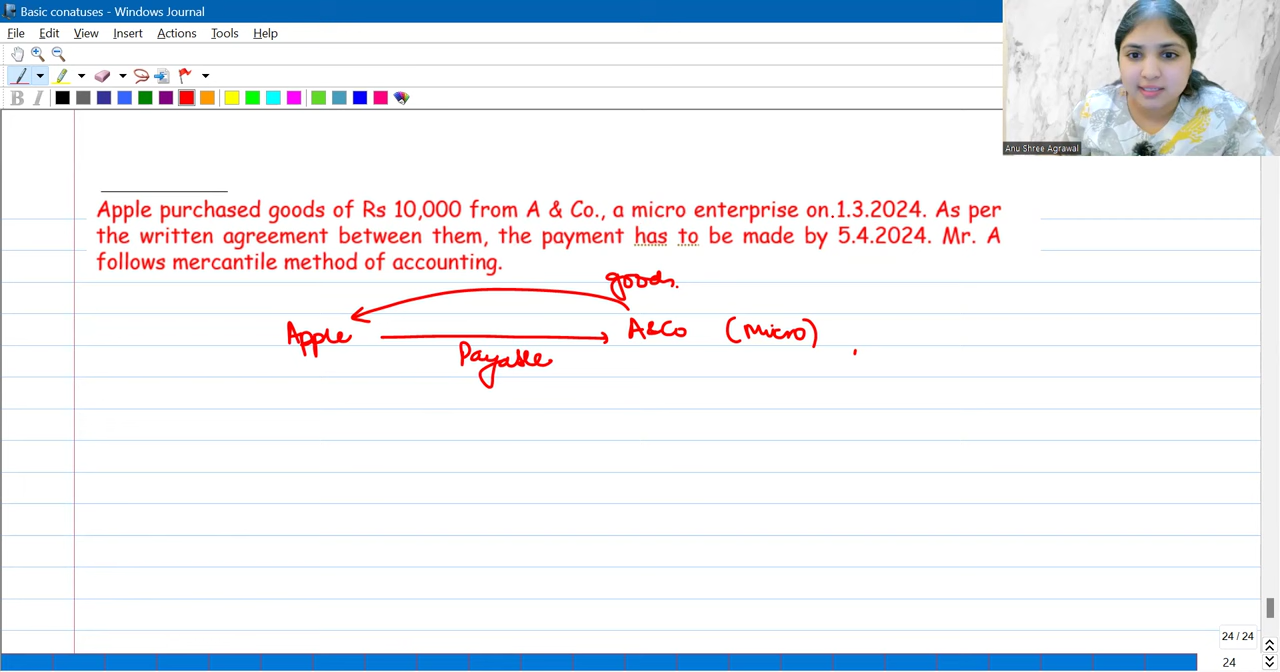 Basic conatuses - Windows Journal
File Edit View Insert Actions Tools Help
B I
Anu Shree Agrawal
Apple purchased goods of Rs 10,000 from A & Co., a micro enterprise on.1.3.2024. As per
the written agreement between them, the payment has to be made by 5.4.2024. Mr. A
follows mercantile method of accounting.
goods.
Apple A&Co (Micro)
Payable
24 / 24
24